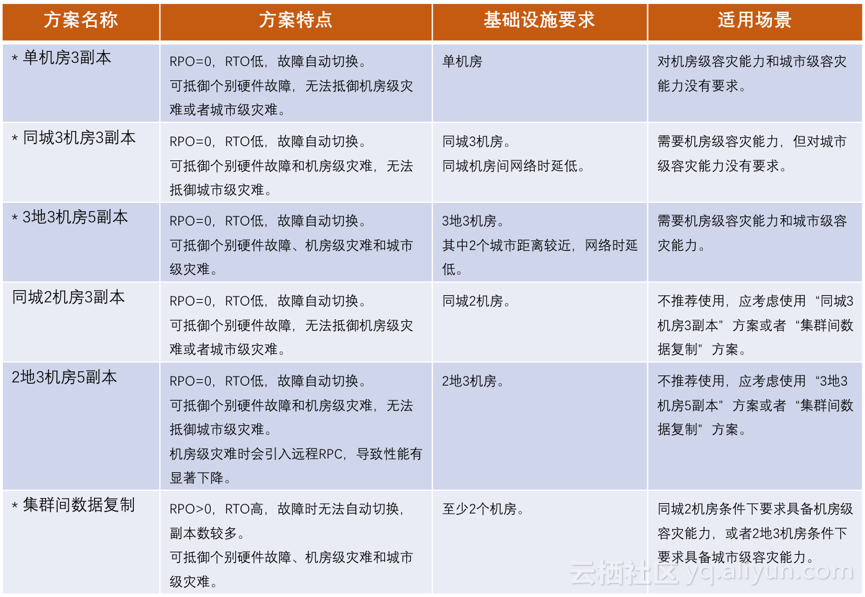 方案名称
方案特点
基础设施要求
适用场景
* 单机房3副本
RPO=0，RTO低，故障自动切换。
可抵御个别硬件故障，无法抵御机房级灾
难或者城市级灾难。
单机房
对机房级容灾能力和城市级容灾
能力没有要求。
* 同城3机房3副本
RPO=0，RTO低，故障自动切换。
可抵御个别硬件故障和机房级灾难，无法
抵御城市级灾难。
同城3机房。
同城机房间网络时延低。
需要机房级容灾能力，但对城市
级容灾能力没有要求。
* 3地3机房5副本
RPO=0，RTO低，故障自动切换。
可抵御个别硬件故障、机房级灾难和城市
级灾难。
3地3机房。
其中2个城市距离较近，网络时延
低。
需要机房级容灾能力和城市级容
灾能力。
同城2机房3副本
RPO=0，RTO低，故障自动切换。
可抵御个别硬件故障，无法抵御机房级灾
难或者城市级灾难。
同城2机房。
不推荐使用，应考虑使用“同城3
机房3副本”方案或者“集群间数
据复制”方案。
2地3机房5副本
RPO=0，RTO低，故障自动切换。
可抵御个别硬件故障和机房级灾难，无法
抵御城市级灾难。
机房级灾难时会引入远程RPC，导致性能有
显著下降。
2地3机房。
不推荐使用，应考虑使用“3地3
机房5副本”方案或者“集群间数
据复制”方案。
* 集群间数据复制
RPO>0，RTO高，故障时无法自动切换，
副本数较多。
可抵御个别硬件故障、机房级灾难和城市
级灾难。
至少2个机房。
同城2机房条件下要求具备机房级
容灾能力，或者2地3机房条件下
要求具备城市级容灾能力。
云栖社区 yq.aliyun.com